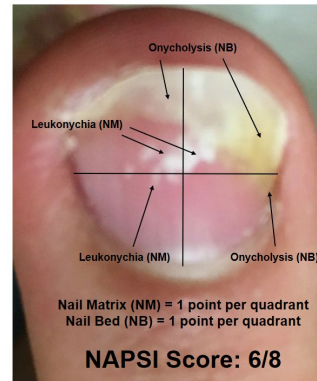 Onycholysis (NB)
Leukonychia (NM)
Leukonychia (NM)
Onycholysis (NB)
Nail Matrix (NM) = 1 point per quadrant
Nail Bed (NB) = 1 point per quadrant
NAPSI Score: 6/8